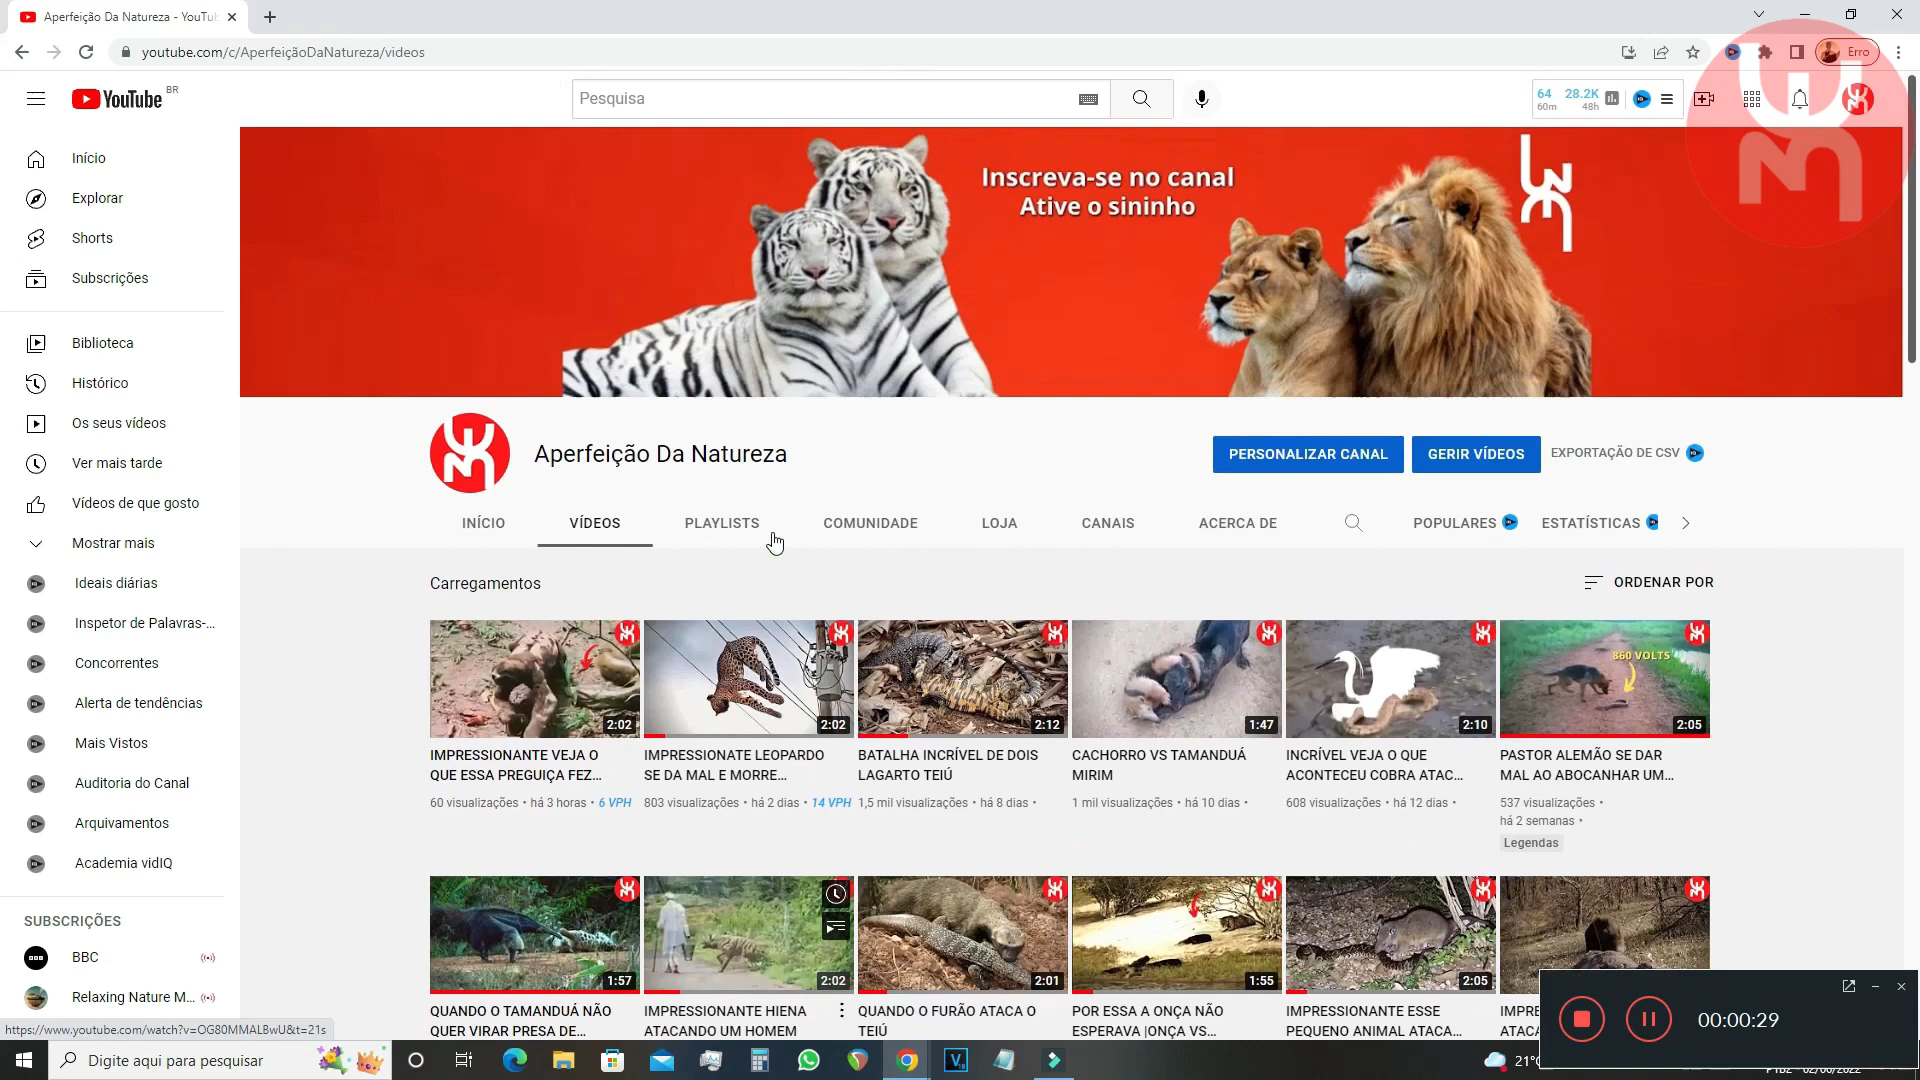 Aperfeição Da Natureza - YouTu
youtube.com/c/AperfeiçãoDaNatureza/videos
Erro
YouTube BR
Pesquisa
64 28.2K
60m 48h
Início
Explorar
Shorts
Subscrições
Biblioteca
Histórico
Os seus vídeos
Ver mais tarde
Vídeos de que gosto
Mostrar mais
Ideais diárias
Inspetor de Palavras-...
Concorrentes
Alerta de tendências
Mais Vistos
Auditoria do Canal
Arquivamentos
Academia vidIQ
SUBSCRIÇÕES
BBC
Relaxing Nature M...
https://www.youtube.com/watch?v=OG80MMALBwU&t=21s
Inscreva-se no canal
Ative o sininho
Aperfeição Da Natureza
PERSONALIZAR CANAL
GERIR VÍDEOS
EXPORTAÇÃO DE CSV
INÍCIO VÍDEOS PLAYLISTS COMUNIDADE LOJA CANAIS ACERCA DE POPULARES ESTATÍSTICAS
Carregamentos
ORDENAR POR
2:02
IMPRESSIONANTE VEJA O
QUE ESSA PREGUIÇA FEZ...
60 visualizações • há 3 horas • 6 VPH
2:02
IMPRESSIONATE LEOPARDO
SE DA MAL E MORRE...
803 visualizações • há 2 dias • 14 VPH
2:12
BATALHA INCRÍVEL DE DOIS
LAGARTO TEIÚ
1,5 mil visualizações • há 8 dias •
1:47
CACHORRO VS TAMANDUÁ
MIRIM
1 mil visualizações • há 10 dias •
2:10
INCRÍVEL VEJA O QUE
ACONTECEU COBRA ATAC...
608 visualizações • há 12 dias •
860 VOLTS
2:05
PASTOR ALEMÃO SE DAR
MAL AO ABOCANHAR UM...
537 visualizações •
há 2 semanas •
Legendas
1:57
QUANDO O TAMANDUÁ NÃO
QUER VIRAR PRESA DE...
2:02
IMPRESSIONANTE HIENA
ATACANDO UM HOMEM
2:01
QUANDO O FURÃO ATACA O
TEIÚ
1:55
POR ESSA A ONÇA NÃO
ESPERAVA |ONÇA VS...
2:05
IMPRESSIONANTE ESSE
PEQUENO ANIMAL ATACA...
00:00:29
Digite aqui para pesquisar
21°